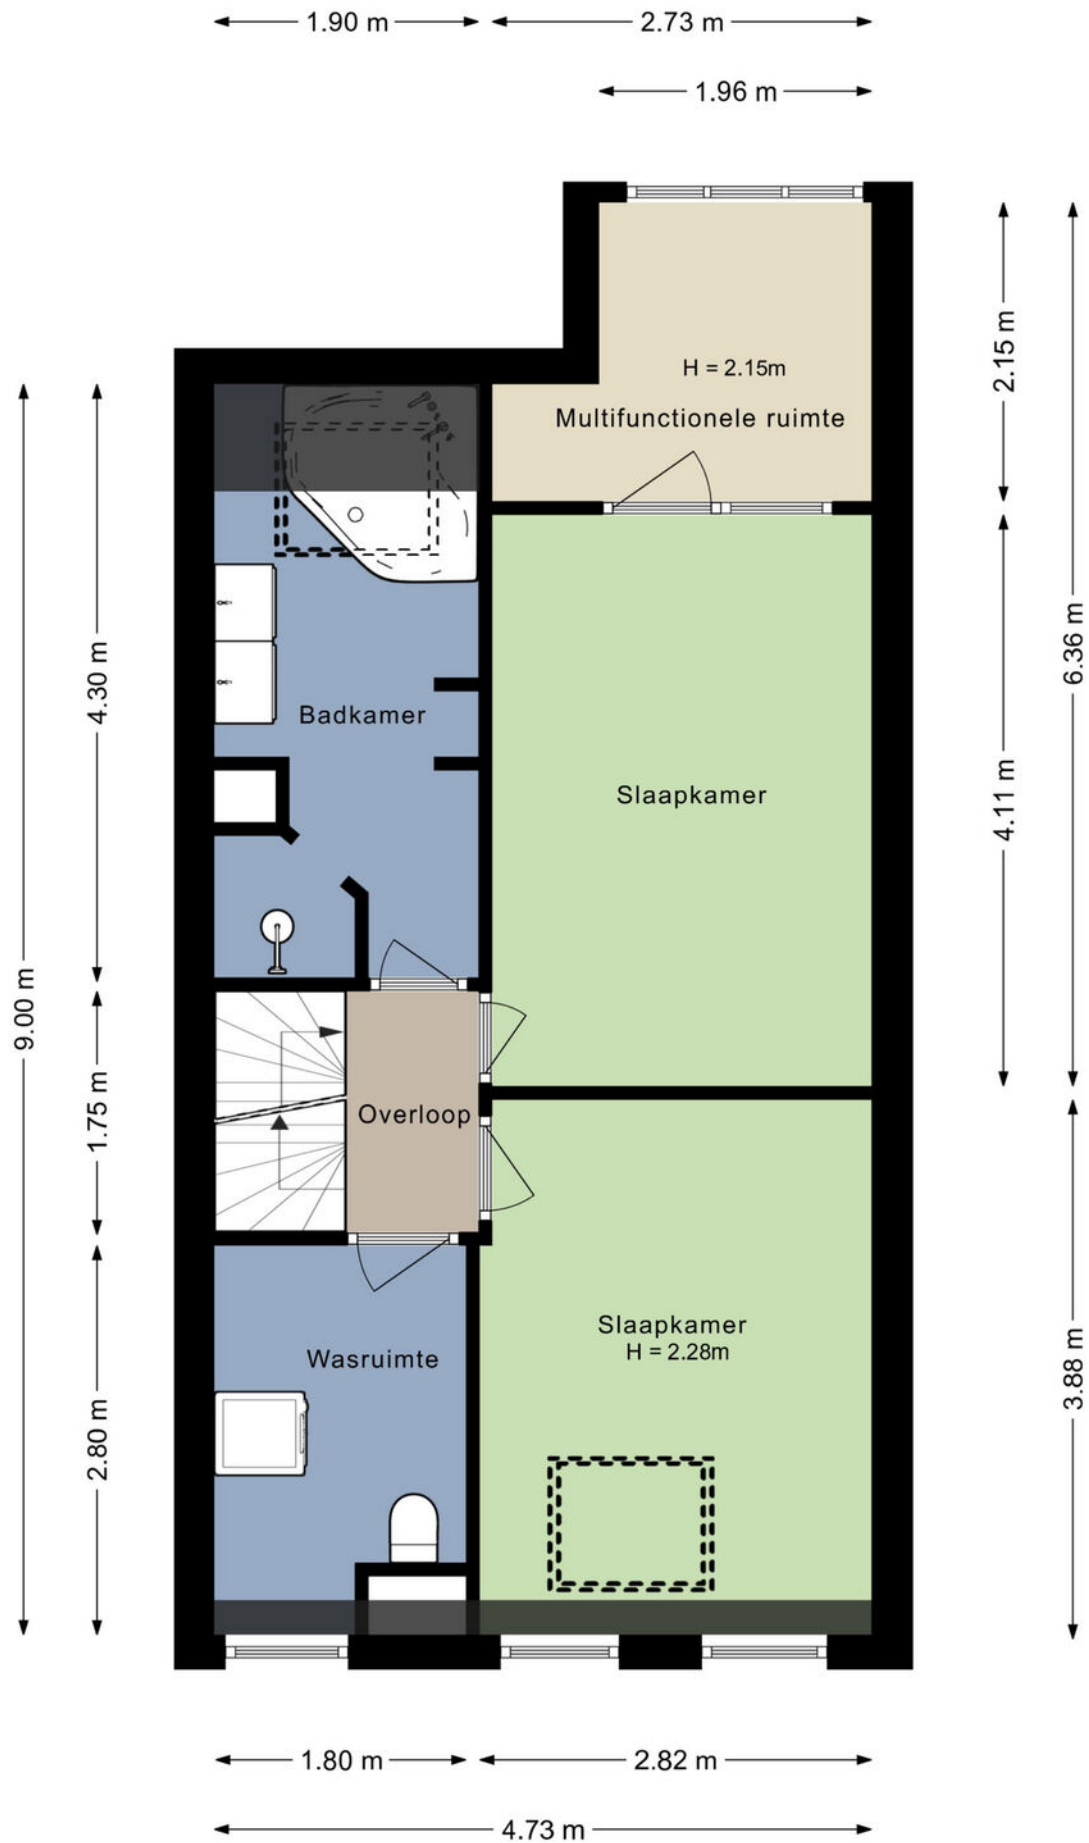 1.90 m
2.73 m
1.96 m
H = 2.15m
Multifunctionele ruimte
2.15 m
6.36 m
4.30 m
Badkamer
Slaapkamer
4.11 m
9.00 m
1.75 m
Overloop
Slaapkamer
H = 2.28m
Wasruimte
3.88 m
2.80 m
1.80 m
2.82 m
4.73 m